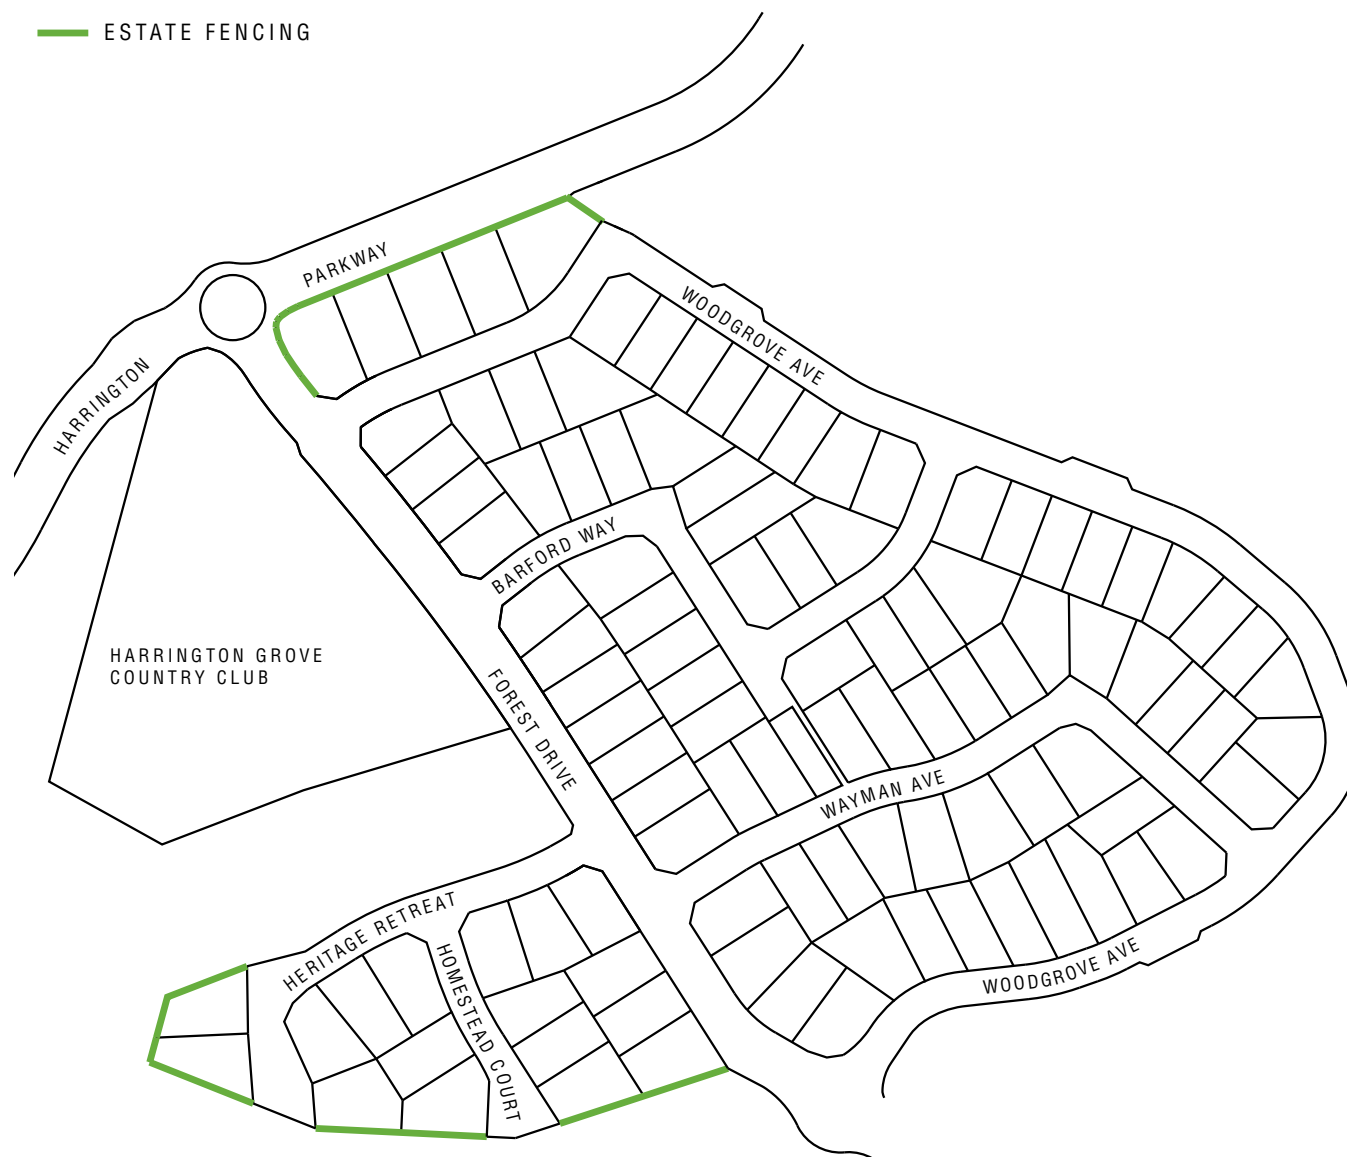 ESTATE FENCING
PARKWAY
HARRINGTON
WOODGROVE AVE
BARFORD WAY
HARRINGTON GROVE
COUNTRY CLUB
FOREST DRIVE
WAYMAN AVE
HERITAGE RETREAT
HOMESTEAD COURT
WOODGROVE AVE